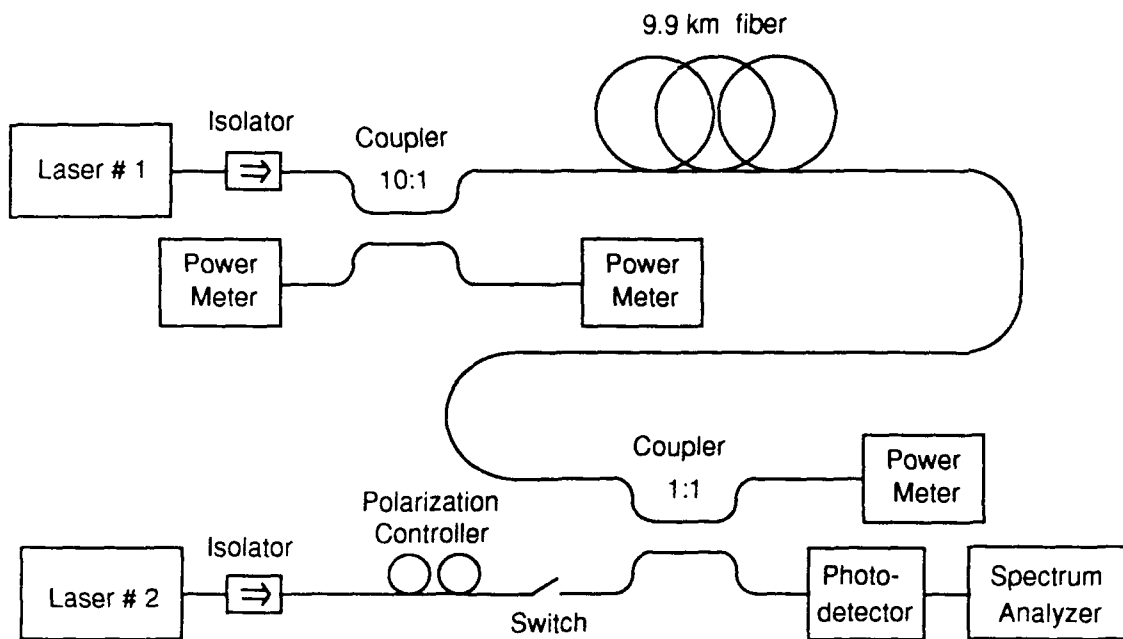 9.9 km fiber
Isolator
Coupler
10:1
Laser # 1
Power
Meter
Power
Meter
Coupler
1:1
Power
Meter
Polarization
Controller
Isolator
Laser # 2
Switch
Photo-
detector
Spectrum
Analyzer